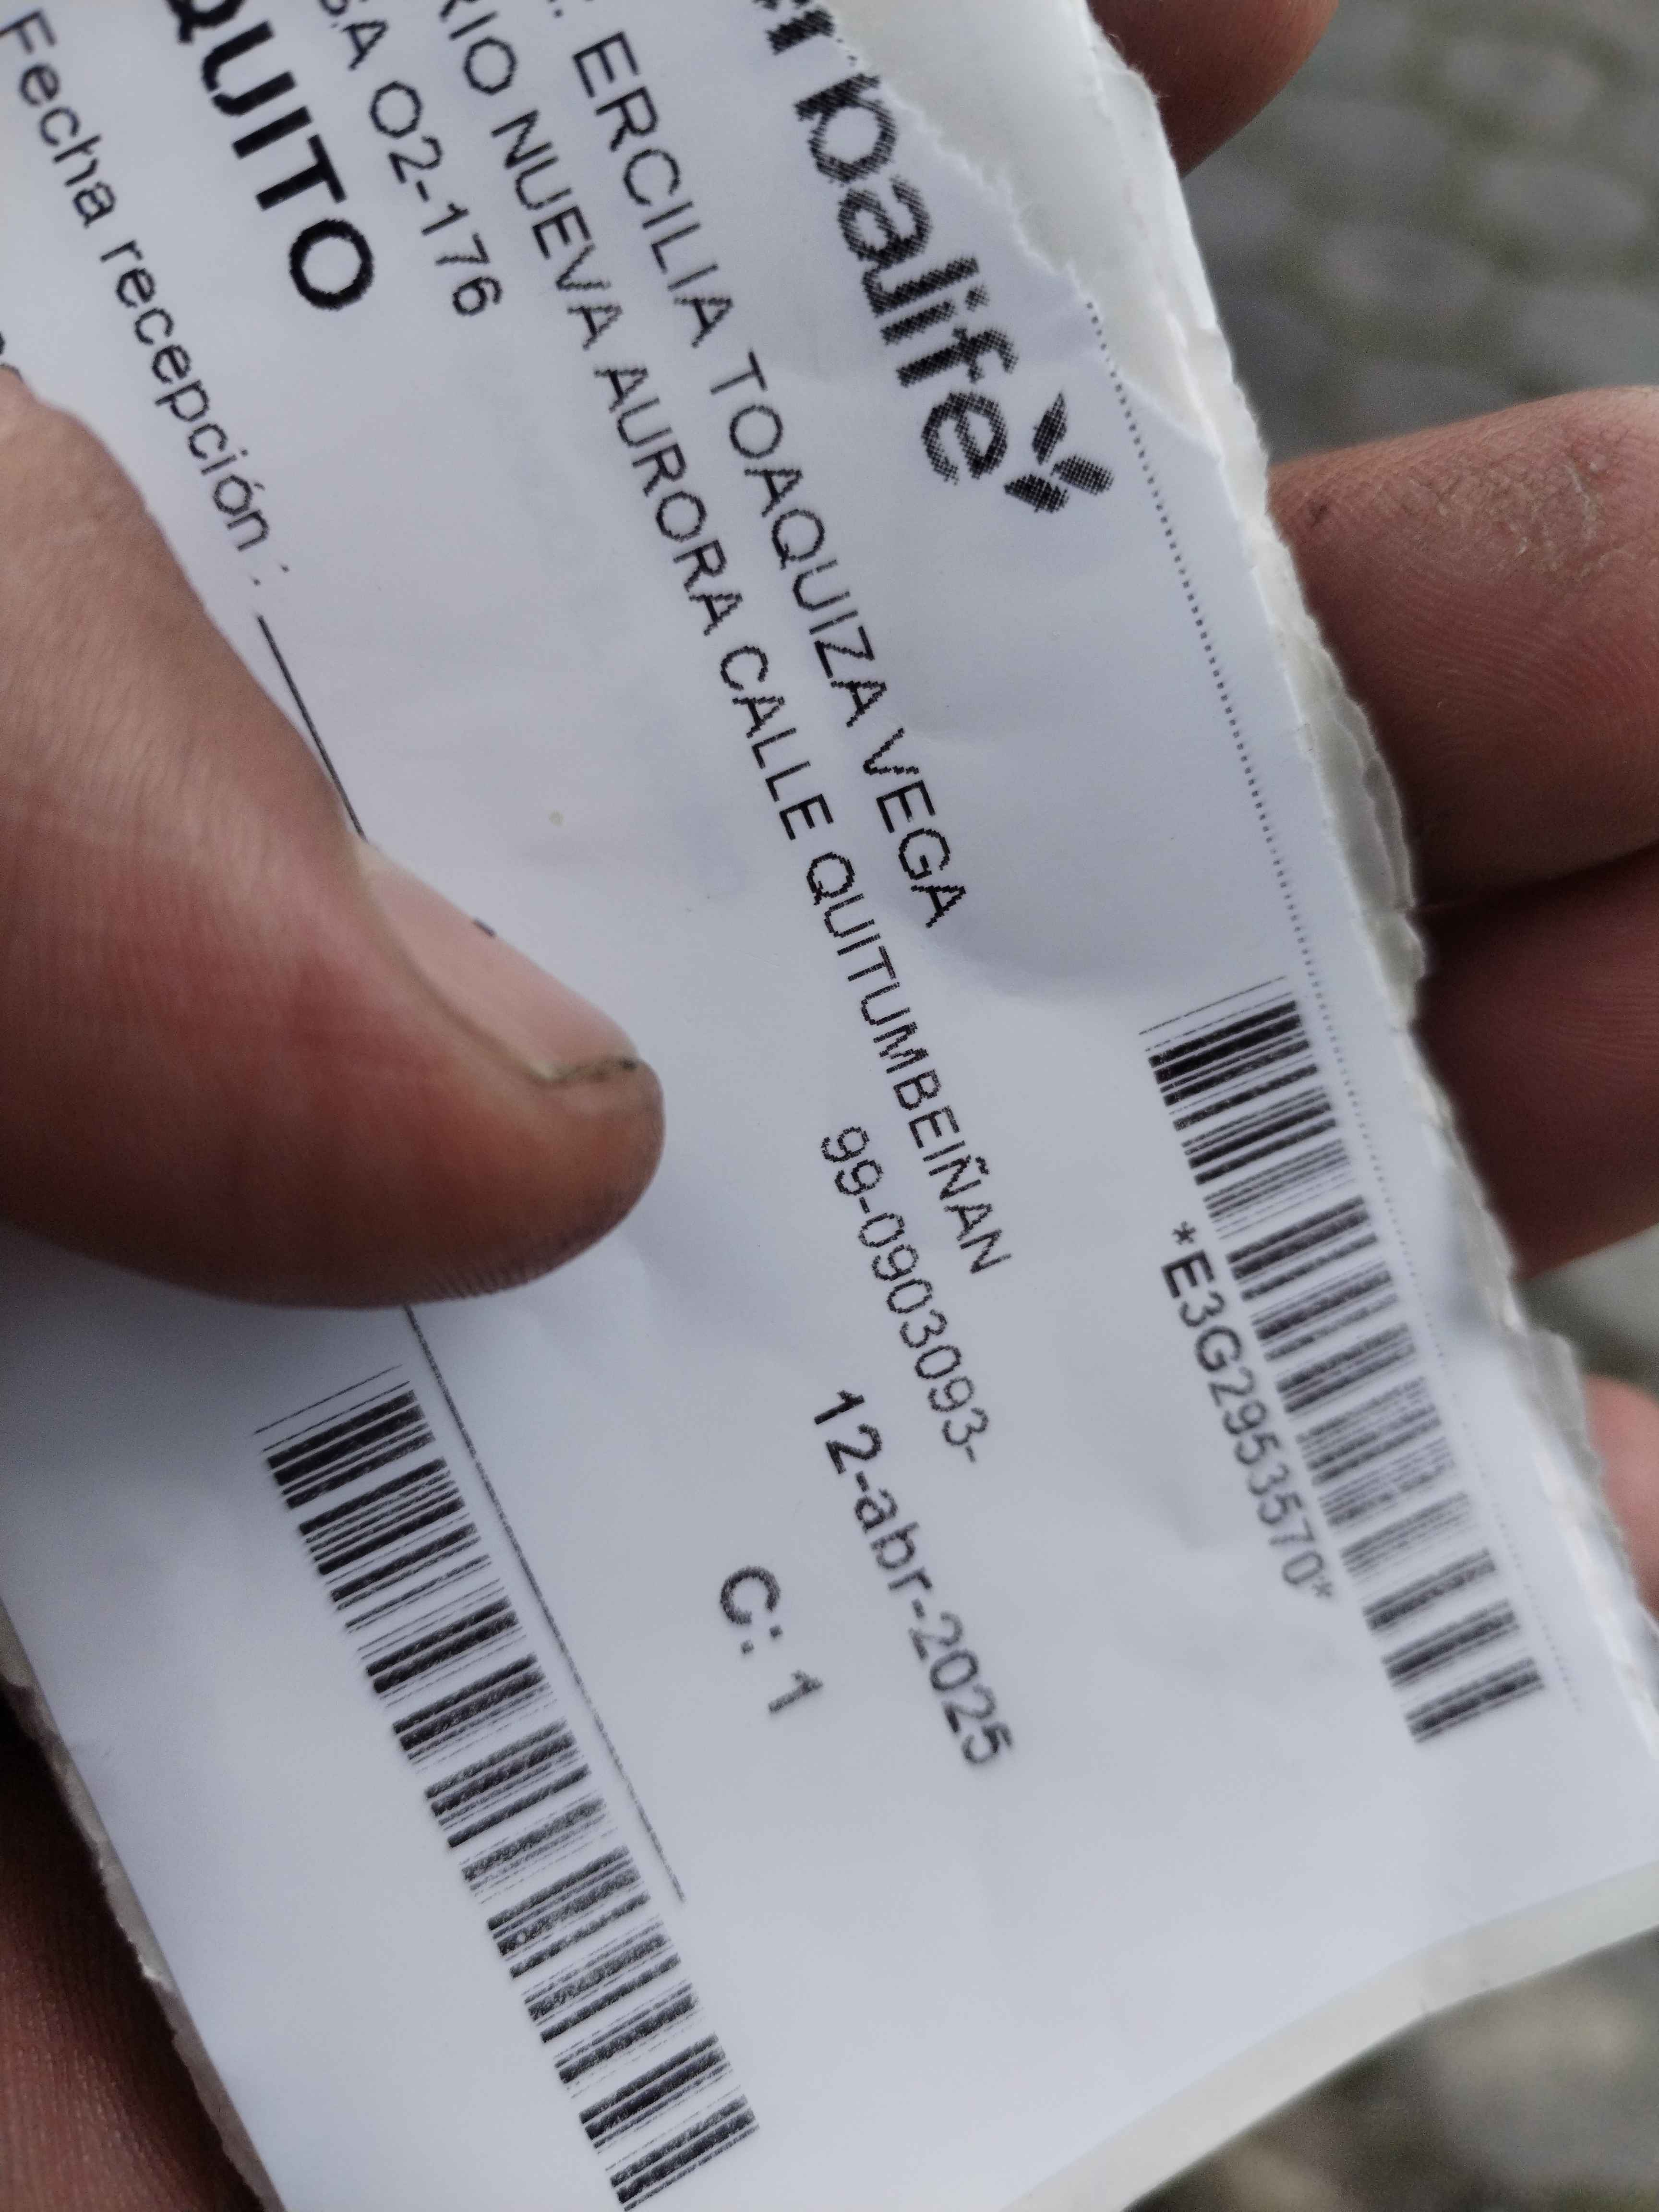 rbalife
*E3G2953570*
: ERCILIA TOAQUIZA VEGA
RIO NUEVA AURORA CALLE QUITUMBEIÑAN
SA O2-176
99-0903093-
12-abr-2025
QUITO
C: 1
Fecha recepción :